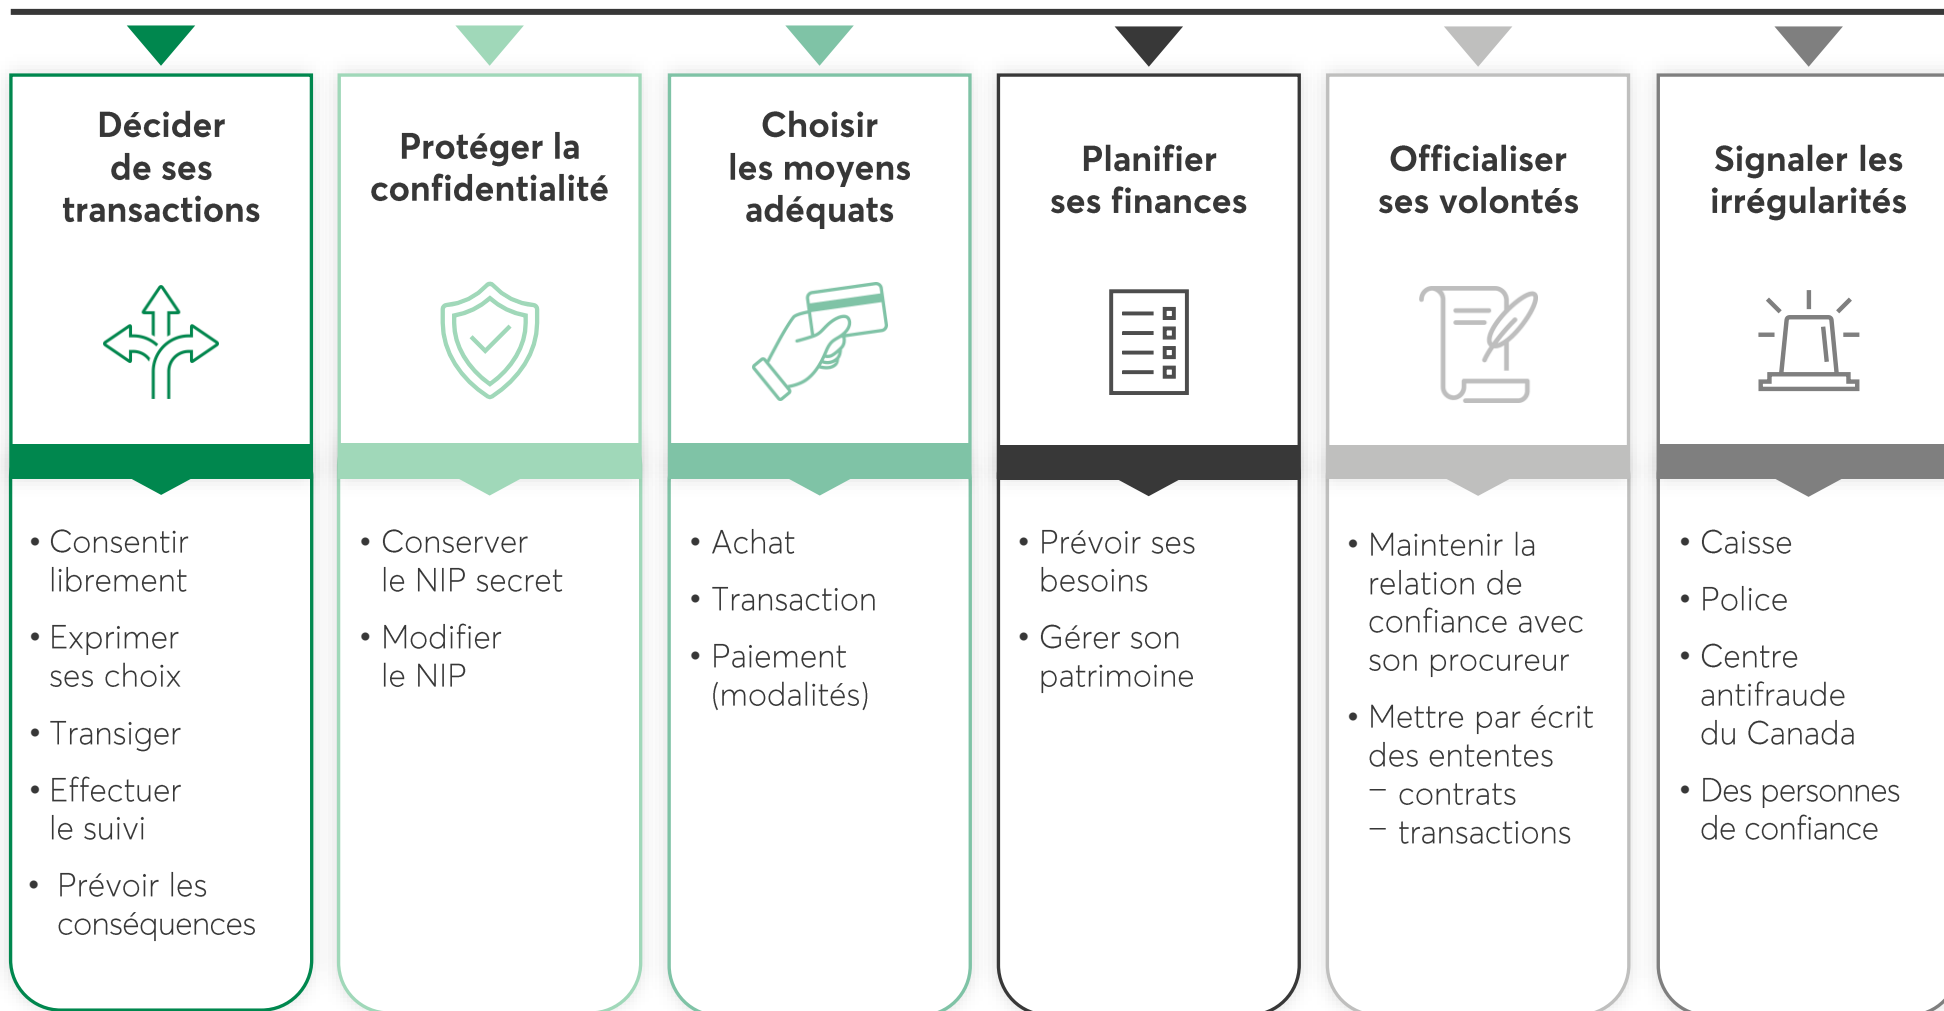 Décider
de ses
transactions
• Consentir
librement
• Exprimer
ses choix
• Transiger
• Effectuer
le suivi
• Prévoir les
conséquences
Protéger la
confidentialité
• Conserver
le NIP secret
• Modifier
le NIP
Choisir
les moyens
adéquats
• Achat
• Transaction
• Paiement
(modalités)
Planifier
ses finances
• Prévoir ses
besoins
• Gérer son
patrimoine
Officialiser
ses volontés
• Maintenir la
relation de
confiance avec
son procureur
• Mettre par écrit
des ententes
– contrats
– transactions
Signaler les
irrégularités
• Caisse
• Police
• Centre
antifraude
du Canada
• Des personnes
de confiance